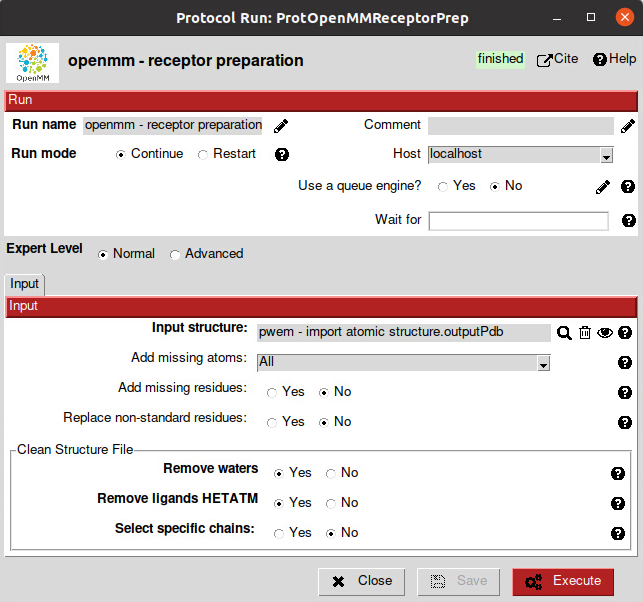 Protocol Run: ProtOpenMMReceptorPrep
OpenMM
openmm - receptor preparation
finished Cite Help
Run
Run name openmm - receptor preparation Comment
Run mode Continue Restart Host localhost
Use a queue engine? Yes No
Wait for
Expert Level Normal Advanced
Input
Input
Input structure: pwem - import atomic structure.outputPdb
Add missing atoms: All
Add missing residues: Yes No
Replace non-standard residues: Yes No
Clean Structure File
Remove waters Yes No
Remove ligands HETATM Yes No
Select specific chains: Yes No
Close Save Execute